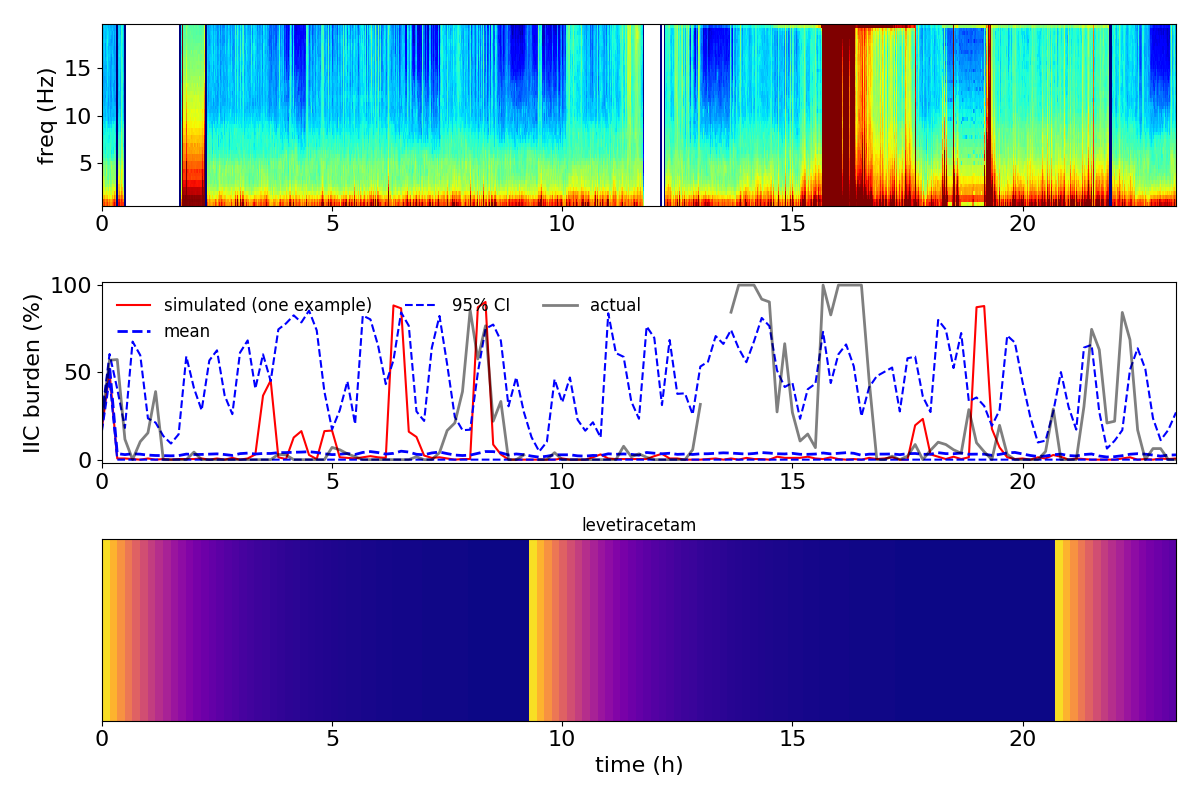 freq (Hz)
15
10
5
0 5 10 15 20
IIC burden (%)
100
50
0
simulated (one example) 95% CI actual
mean
0 5 10 15 20
levetiracetam
0 5 10 15 20
time (h)